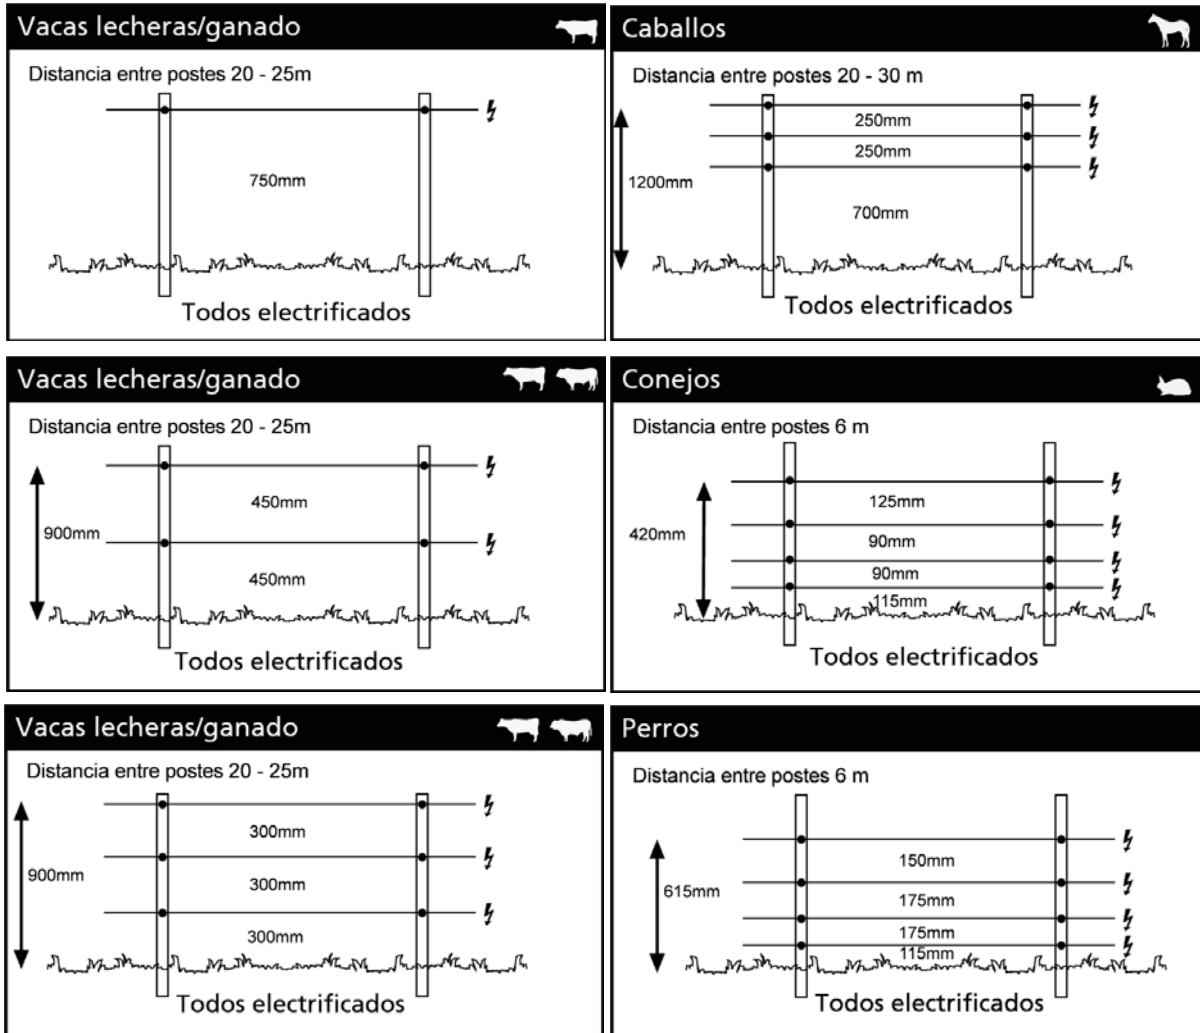 Vacas lecheras/ganado
Distancia entre postes 20 - 25m
750mm
Todos electrificados
Caballos
Distancia entre postes 20 - 30 m
250mm
250mm
1200mm
700mm
Todos electrificados
Vacas lecheras/ganado
Distancia entre postes 20 - 25m
450mm
900mm
450mm
Todos electrificados
Conejos
Distancia entre postes 6 m
125mm
420mm
90mm
90mm
115mm
Todos electrificados
Vacas lecheras/ganado
Distancia entre postes 20 - 25m
300mm
900mm
300mm
300mm
Todos electrificados
Perros
Distancia entre postes 6 m
150mm
615mm
175mm
175mm
115mm
Todos electrificados